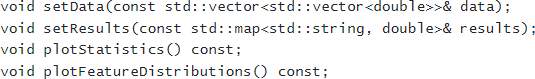 void setData(const std::vector<std::vector<double>>& data);
void setResults(const std::map<std::string, double>& results);
void plotStatistics() const;
void plotFeatureDistributions() const;